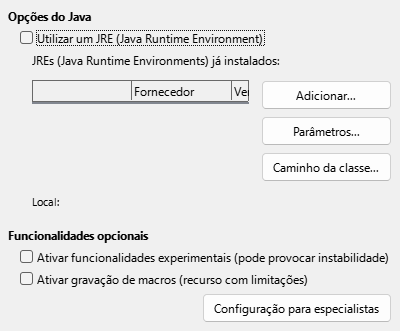 Opções do Java
Utilizar um JRE (Java Runtime Environment)
JREs (Java Runtime Environments) já instalados:
Fornecedor Ve
Adicionar...
Parâmetros...
Caminho da classe...
Local:
Funcionalidades opcionais
Ativar funcionalidades experimentais (pode provocar instabilidade)
Ativar gravação de macros (recurso com limitações)
Configuração para especialistas